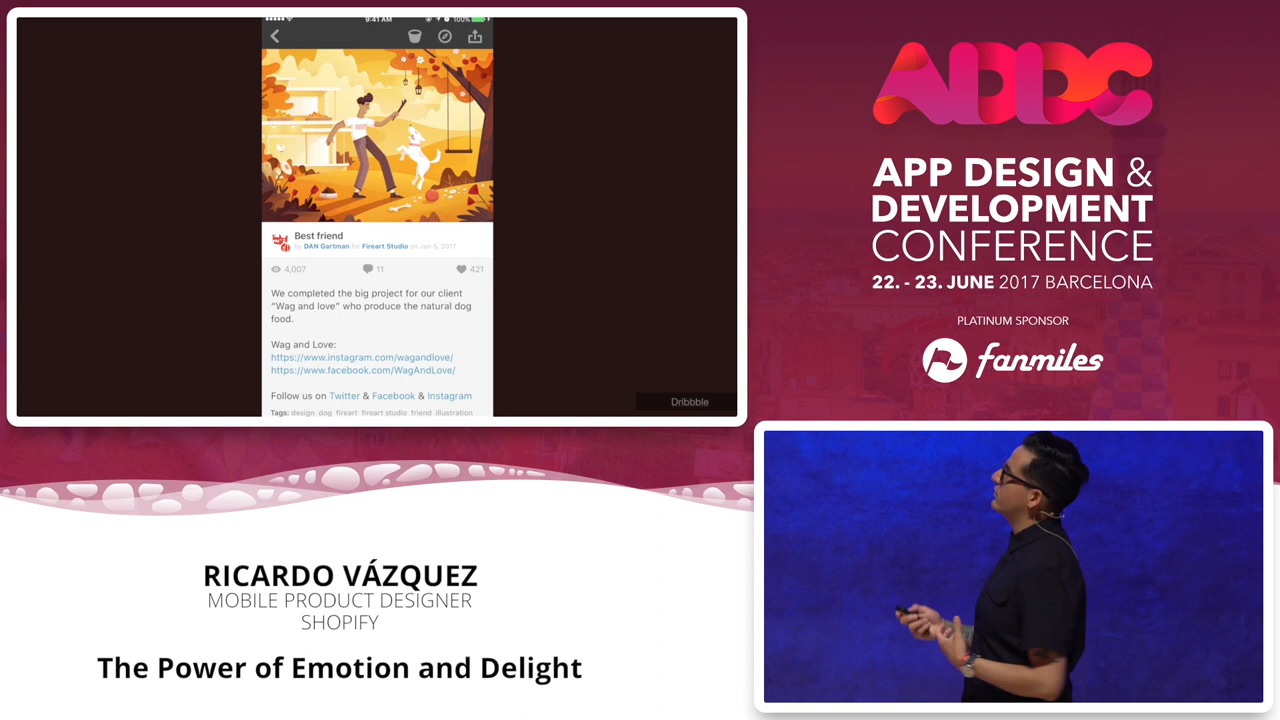 9:41 AM
100%
Best friend
by DAN Gartman for Fireart Studio on Jun 5, 2017
4,007
11
421
We completed the big project for our client
“Wag and love” who produce the natural dog
food.
Wag and Love:
https://www.instagram.com/wagandlove/
https://www.facebook.com/WagAndLove/
Follow us on Twitter & Facebook & Instagram
Tags: design dog fireart fireart studio friend illustration
Dribbble
ADDC
APP DESIGN &
DEVELOPMENT
CONFERENCE
22. - 23. JUNE 2017 BARCELONA
PLATINUM SPONSOR
fanmiles
RICARDO VÁZQUEZ
MOBILE PRODUCT DESIGNER
SHOPIFY
The Power of Emotion and Delight